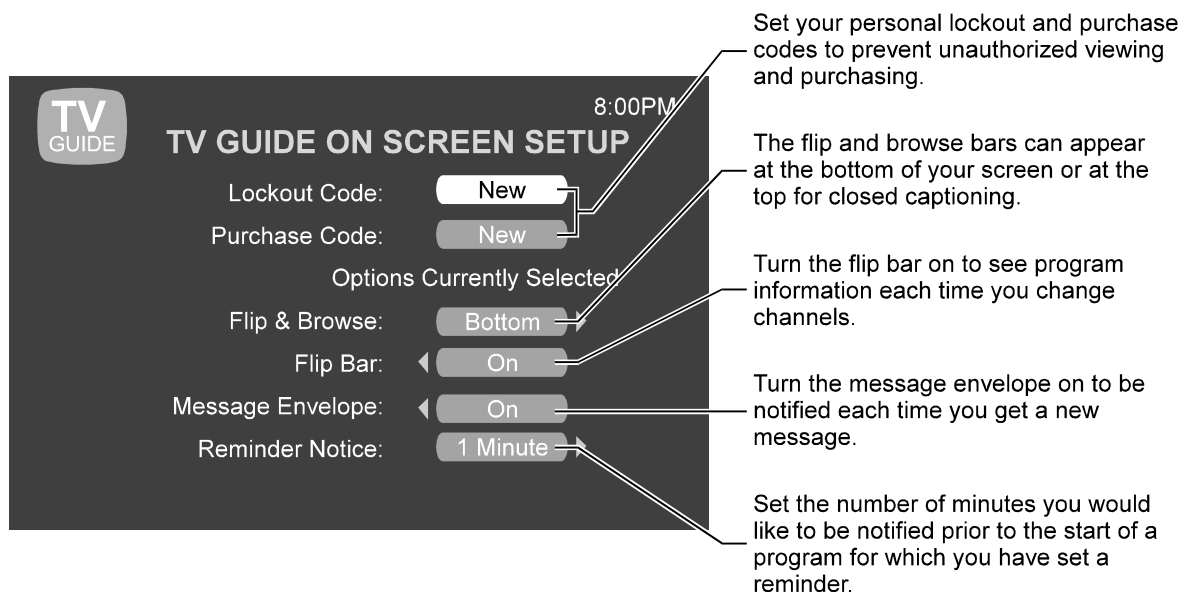 TV
GUIDE
8:00PM
TV GUIDE ON SCREEN SETUP
Lockout Code: New
Purchase Code: New
Options Currently Selected
Flip & Browse: Bottom
Flip Bar: On
Message Envelope: On
Reminder Notice: 1 Minute
Set your personal lockout and purchase
codes to prevent unauthorized viewing
and purchasing.
The flip and browse bars can appear
at the bottom of your screen or at the
top for closed captioning.
Turn the flip bar on to see program
information each time you change
channels.
Turn the message envelope on to be
notified each time you get a new
message.
Set the number of minutes you would
like to be notified prior to the start of a
program for which you have set a
reminder.